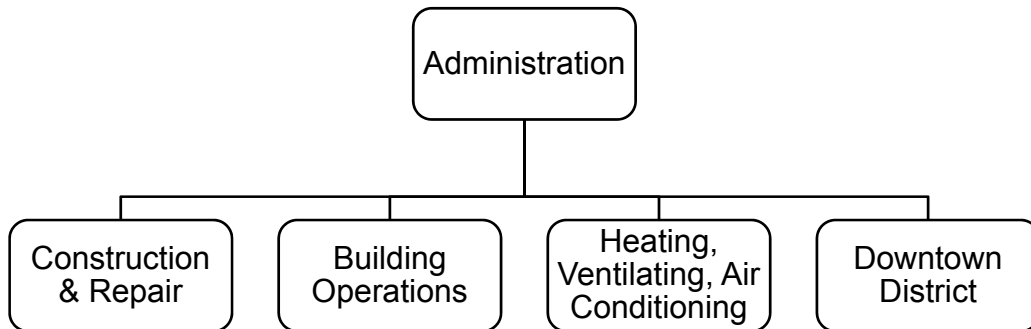 Administration
Construction
& Repair
Building
Operations
Heating,
Ventilating, Air
Conditioning
Downtown
District